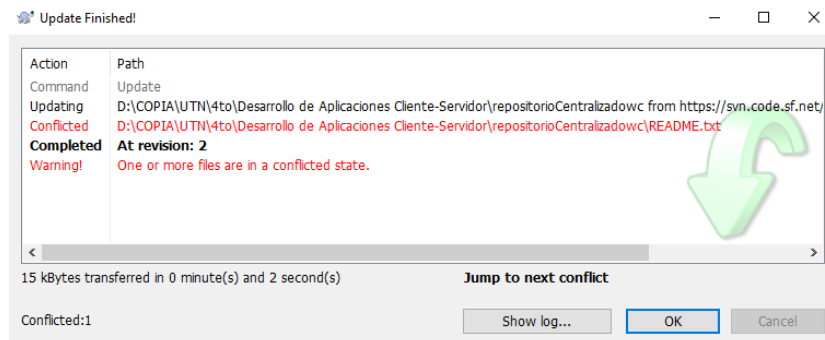 Update Finished!
Action Path
Command Update
Updating D:\COPIA\UTN\4to\Desarrollo de Aplicaciones Cliente-Servidor\repositorioCentralizadowc from https://svn.code.sf.net/
Conflicted D:\COPIA\UTN\4to\Desarrollo de Aplicaciones Cliente-Servidor\repositorioCentralizadowc\README.txt
Completed At revision: 2
Warning! One or more files are in a conflicted state.
15 kBytes transferred in 0 minute(s) and 2 second(s) Jump to next conflict
Conflicted:1 Show log... OK Cancel